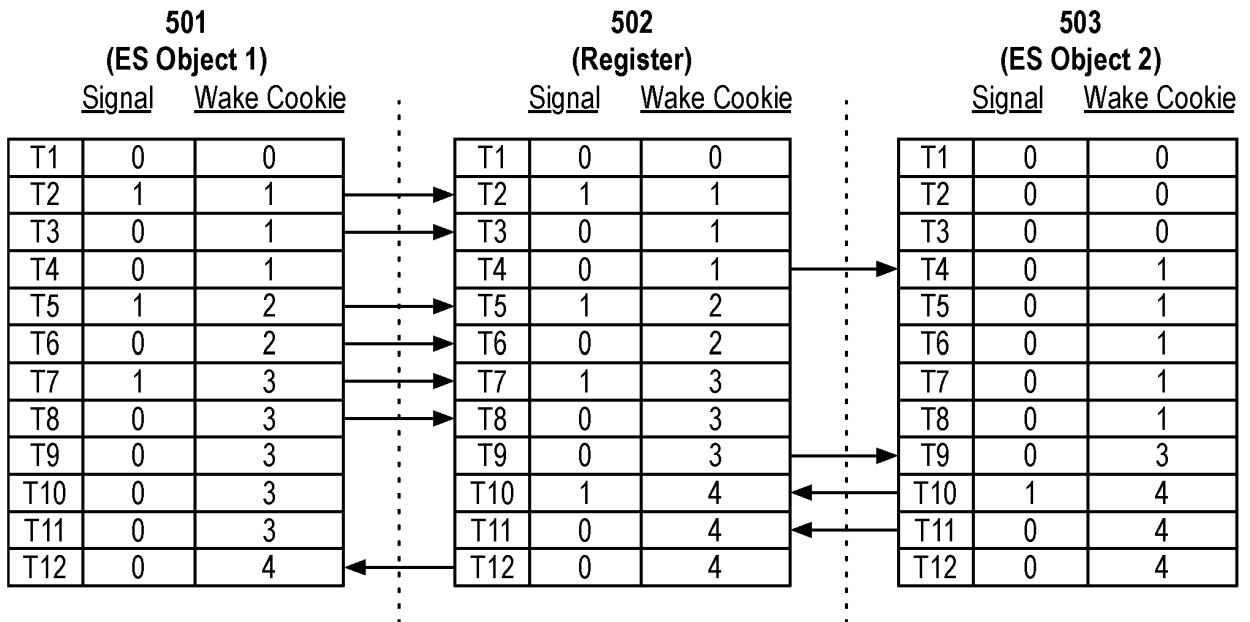 501 502 503
(ES Object 1) (Register) (ES Object 2)
Signal Wake Cookie Signal Wake Cookie Signal Wake Cookie
T1 0 0 T1 0 0 T1 0 0
T2 1 1 T2 1 1 T2 0 0
T3 0 1 T3 0 1 T3 0 0
T4 0 1 T4 0 1 T4 0 1
T5 1 2 T5 1 2 T5 0 1
T6 0 2 T6 0 2 T6 0 1
T7 1 3 T7 1 3 T7 0 1
T8 0 3 T8 0 3 T8 0 1
T9 0 3 T9 0 3 T9 0 3
T10 0 3 T10 1 4 T10 1 4
T11 0 3 T11 0 4 T11 0 4
T12 0 4 T12 0 4 T12 0 4